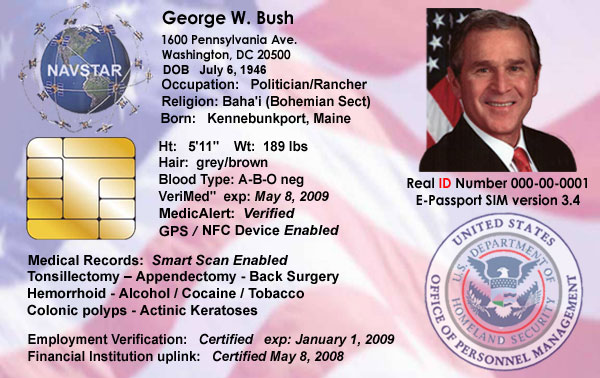 NAVSTAR
George W. Bush
1600 Pennsylvania Ave.
Washington, DC 20500
DOB July 6, 1946
Occupation: Politician/Rancher
Religion: Baha'i (Bohemian Sect)
Born: Kennebunkport, Maine
Ht: 5'11" Wt: 189 lbs
Hair: grey/brown
Blood Type: A-B-O neg
VeriMed" exp: May 8, 2009
MedicAlert: Verified
GPS / NFC Device Enabled
Real ID Number 000-00-0001
E-Passport SIM version 3.4
Medical Records: Smart Scan Enabled
Tonsillectomy – Appendectomy - Back Surgery
Hemorrhoid - Alcohol / Cocaine / Tobacco
Colonic polyps - Actinic Keratoses
Employment Verification: Certified exp: January 1, 2009
Financial Institution uplink: Certified May 8, 2008
UNITED STATES
OFFICE OF PERSONNEL MANAGEMENT
U.S. DEPARTMENT OF
HOMELAND SECURITY